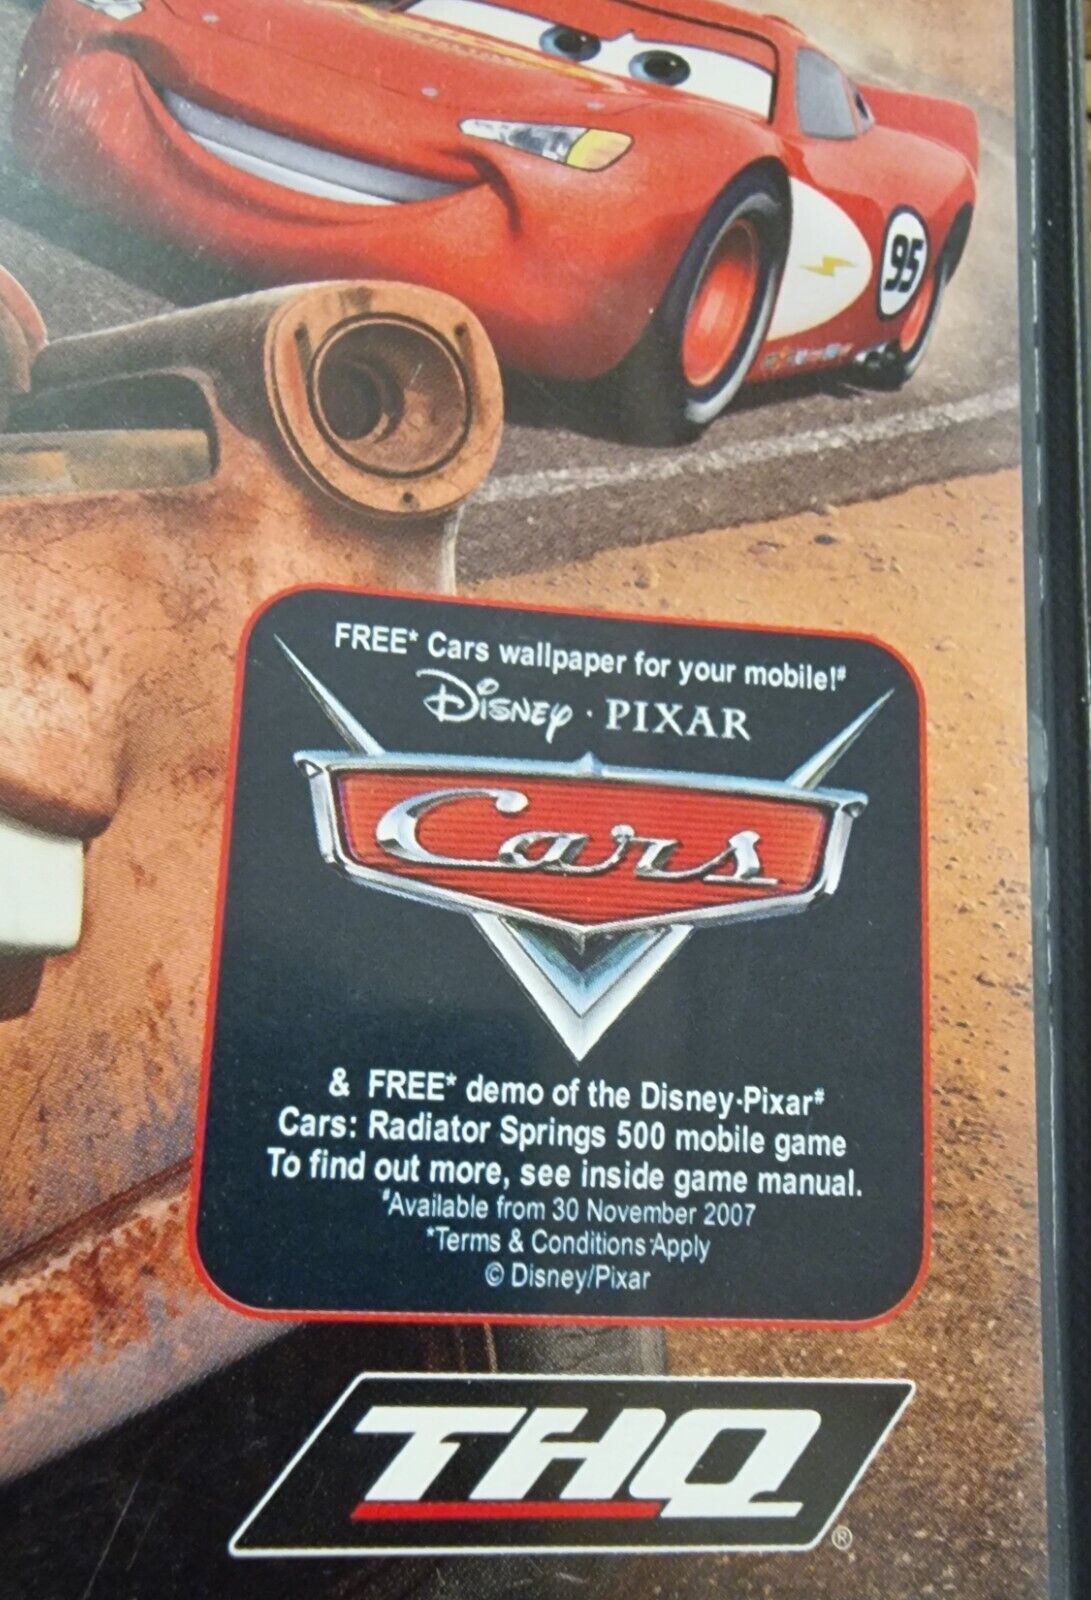 95
FREE* Cars wallpaper for your mobile!#
Disney · PIXAR
Cars
& FREE* demo of the Disney·Pixar#
Cars: Radiator Springs 500 mobile game
To find out more, see inside game manual.
#Available from 30 November 2007
*Terms & Conditions Apply
© Disney/Pixar
THQ
®